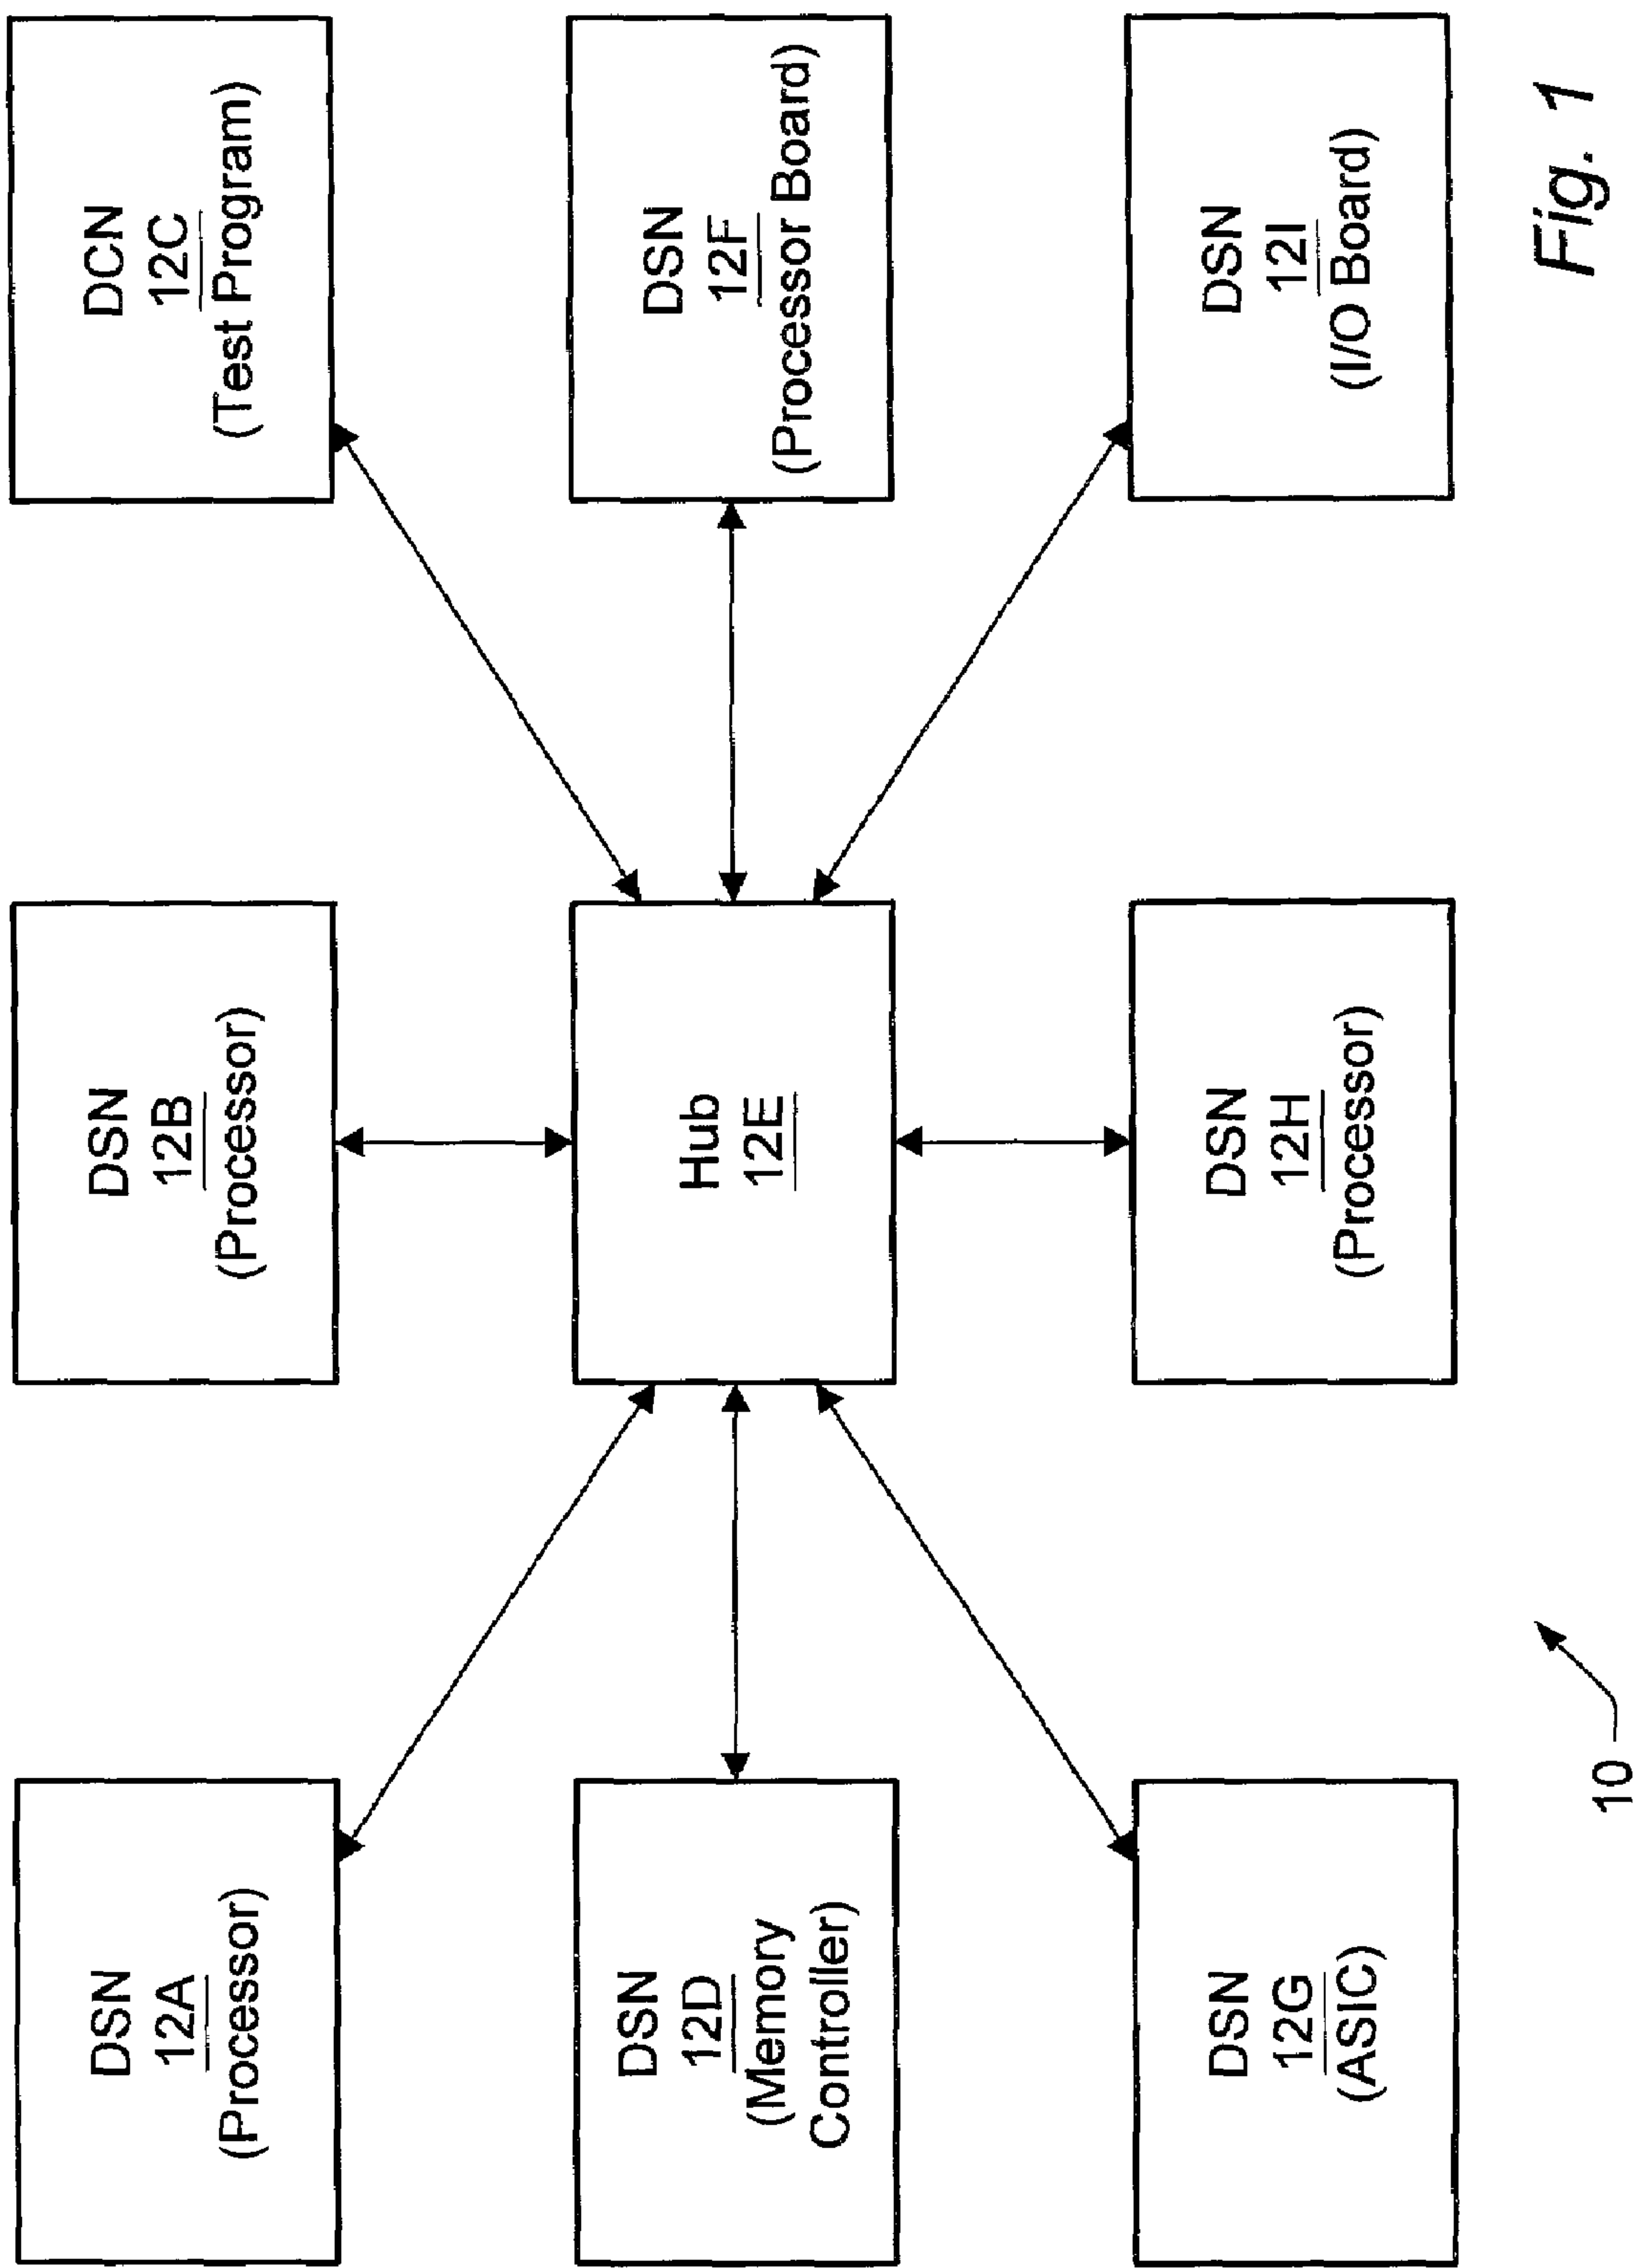 DSN
12A
(Processor)
DSN
12B
(Processor)
DCN
12C
(Test Program)
DSN
12D
(Memory
Controller)
Hub
12E
DSN
12F
(Processor Board)
DSN
12G
(ASIC)
DSN
12H
(Processor)
DSN
12I
(I/O Board)
10
Fig. 1